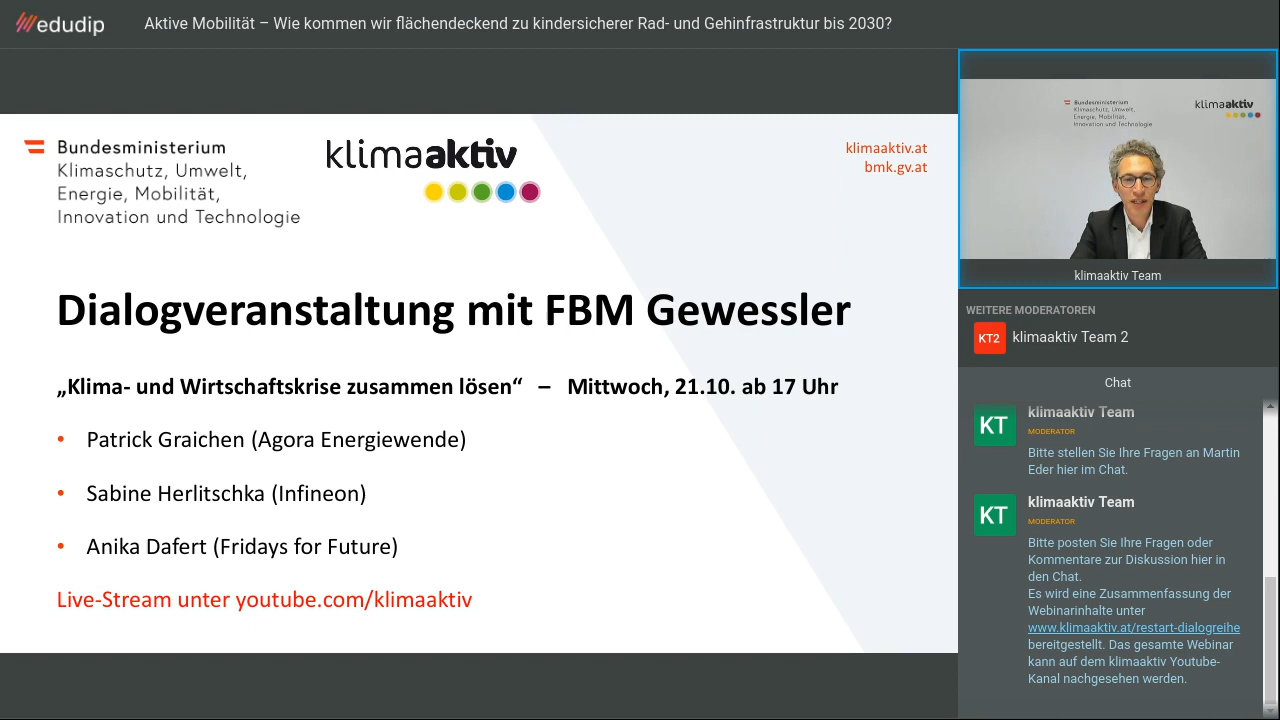 edudip
Aktive Mobilität – Wie kommen wir flächendeckend zu kindersicherer Rad- und Gehinfrastruktur bis 2030?
Bundesministerium
Klimaschutz, Umwelt,
Energie, Mobilität,
Innovation und Technologie
klimaaktiv
klimaaktiv.at
bmk.gv.at
Dialogveranstaltung mit FBM Gewessler
„Klima- und Wirtschaftskrise zusammen lösen“ – Mittwoch, 21.10. ab 17 Uhr
• Patrick Graichen (Agora Energiewende)
• Sabine Herlitschka (Infineon)
• Anika Dafert (Fridays for Future)
Live-Stream unter youtube.com/klimaaktiv
Bundesministerium
Klimaschutz, Umwelt,
Energie, Mobilität,
Innovation und Technologie
klimaaktiv
klimaaktiv Team
WEITERE MODERATOREN
KT2
klimaaktiv Team 2
Chat
KT
klimaaktiv Team
MODERATOR
Bitte stellen Sie Ihre Fragen an Martin
Eder hier im Chat.
KT
klimaaktiv Team
MODERATOR
Bitte posten Sie Ihre Fragen oder
Kommentare zur Diskussion hier in
den Chat.
Es wird eine Zusammenfassung der
Webinarinhalte unter
www.klimaaktiv.at/restart-dialogreihe
bereitgestellt. Das gesamte Webinar
kann auf dem klimaaktiv Youtube-
Kanal nachgesehen werden.